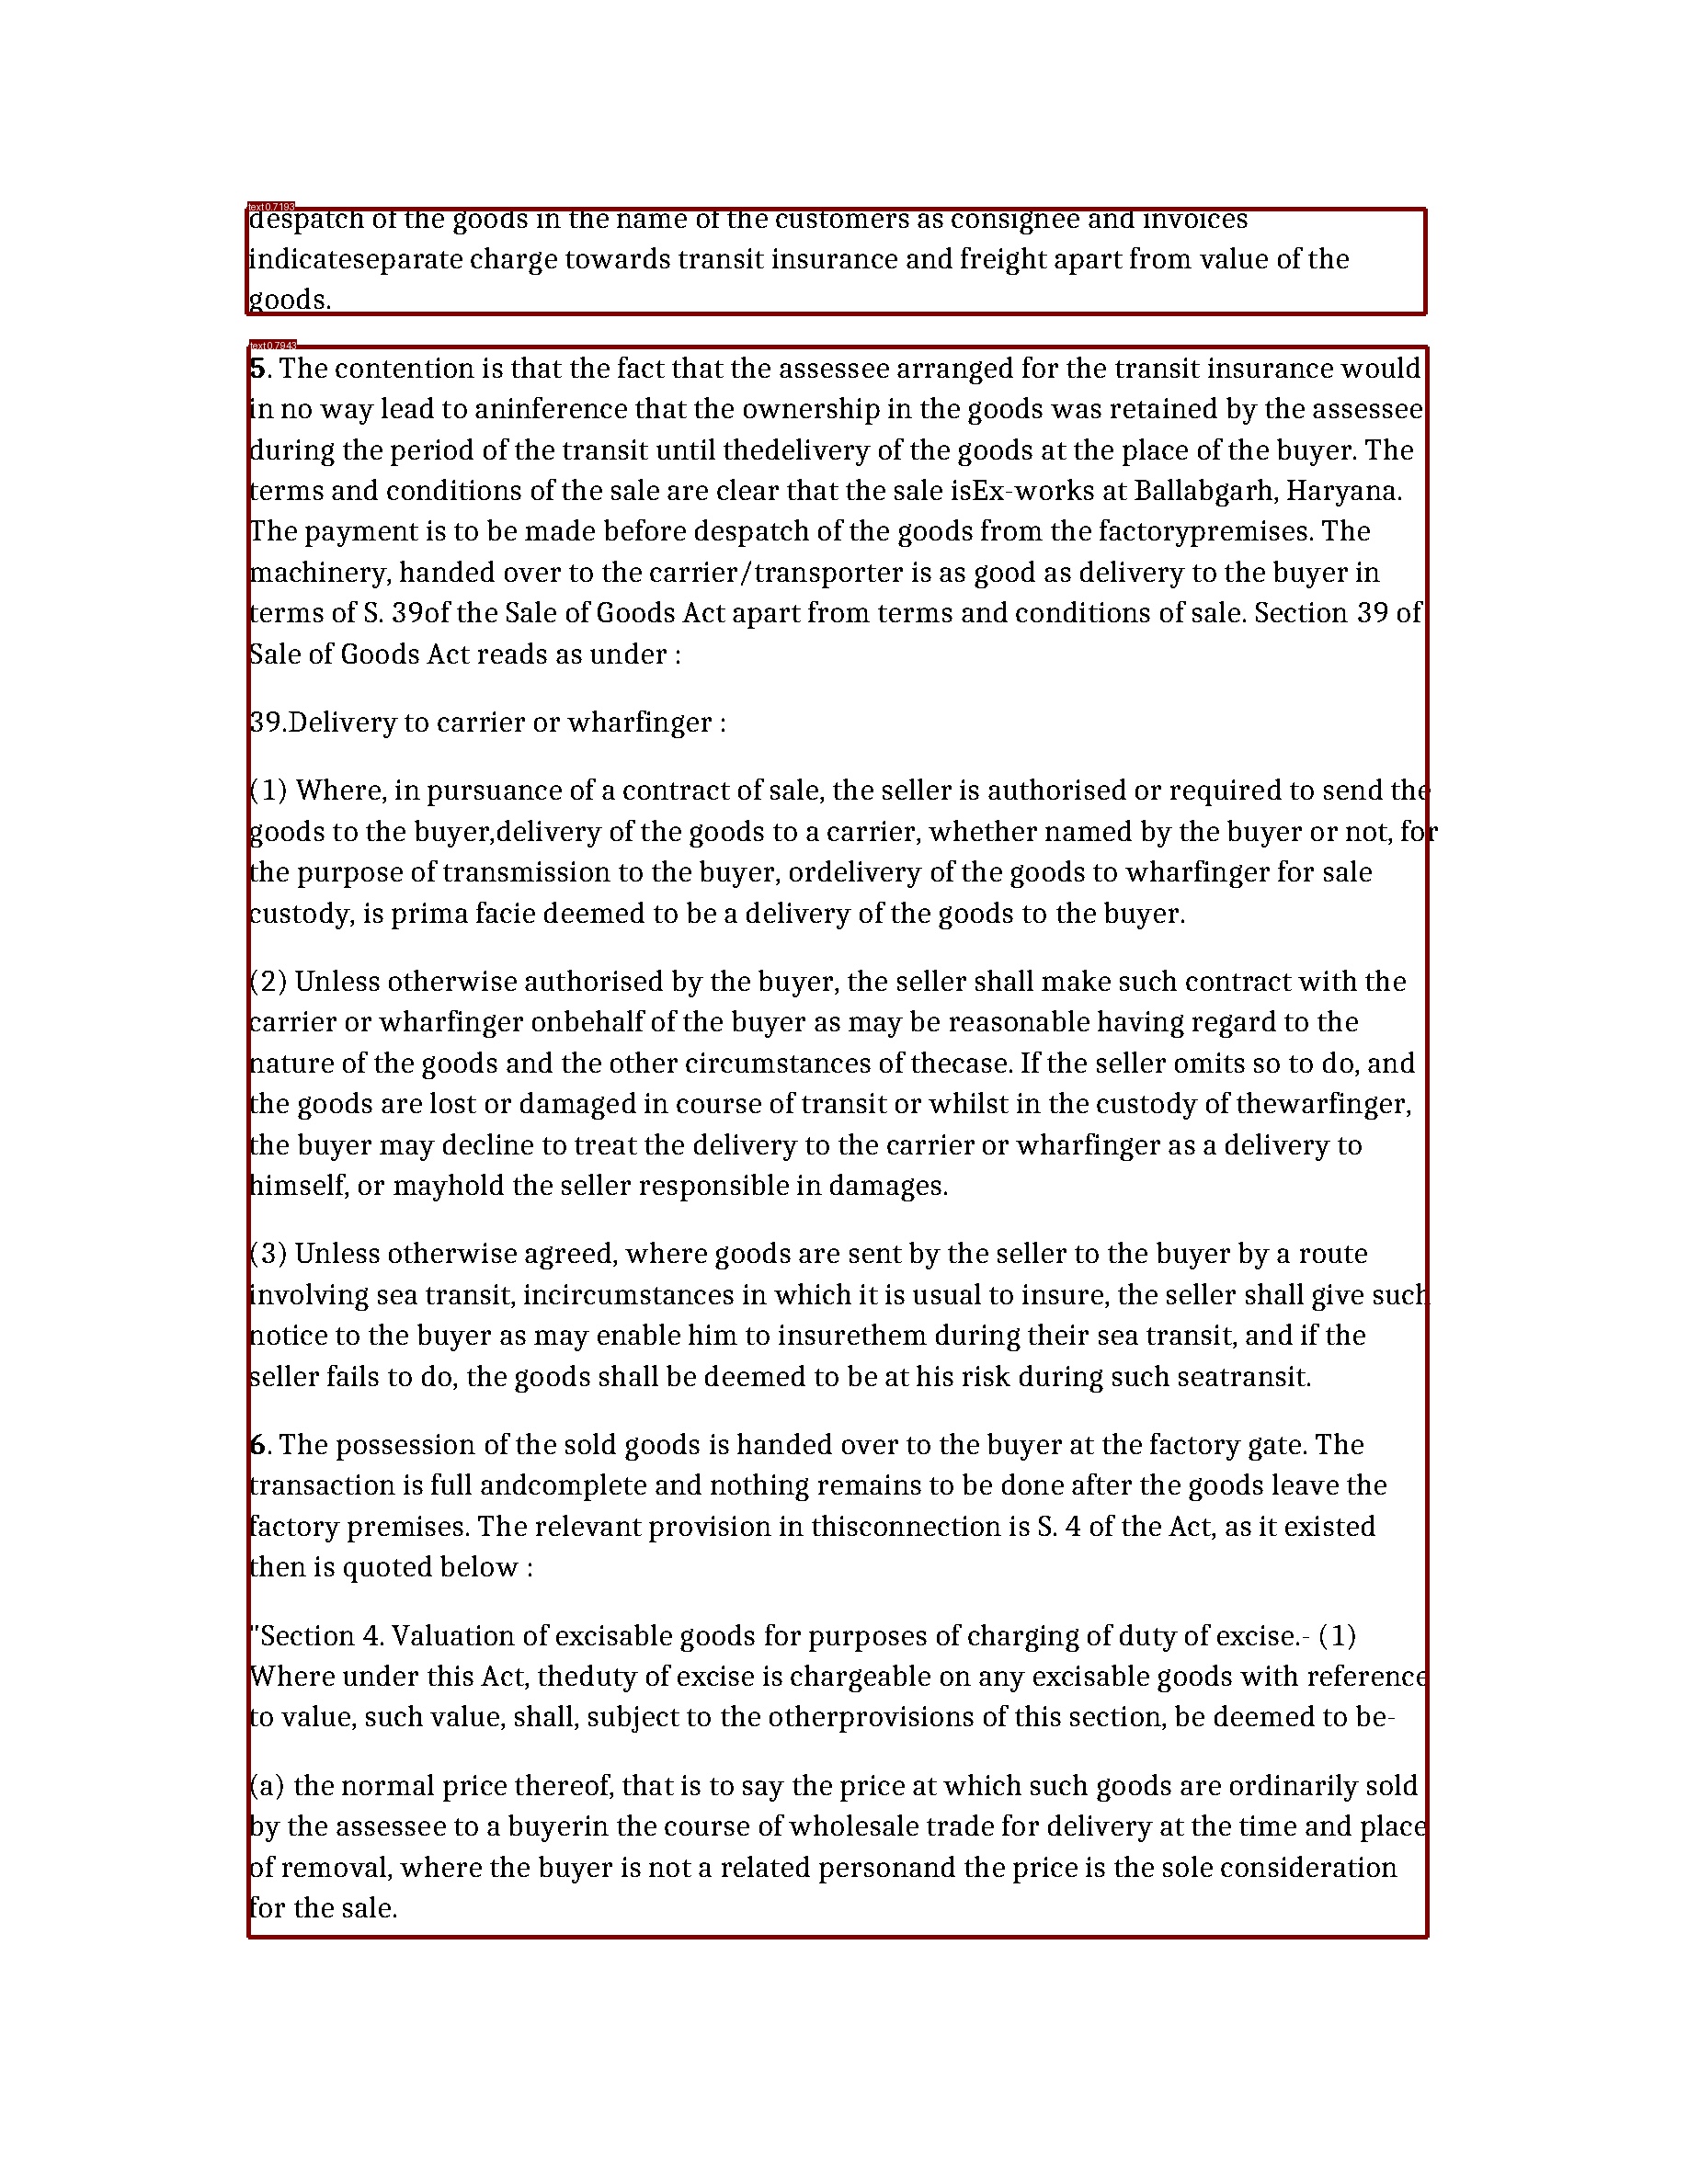 text0.7193
despatch of the goods in the name of the customers as consignee and invoices
indicateseparate charge towards transit insurance and freight apart from value of the
goods.
text0.7943
5. The contention is that the fact that the assessee arranged for the transit insurance would
in no way lead to aninference that the ownership in the goods was retained by the assessee
during the period of the transit until thedelivery of the goods at the place of the buyer. The
terms and conditions of the sale are clear that the sale isEx-works at Ballabgarh, Haryana.
The payment is to be made before despatch of the goods from the factorypremises. The
machinery, handed over to the carrier/transporter is as good as delivery to the buyer in
terms of S. 39of the Sale of Goods Act apart from terms and conditions of sale. Section 39 of
Sale of Goods Act reads as under :
39.Delivery to carrier or wharfinger :
(1) Where, in pursuance of a contract of sale, the seller is authorised or required to send the
goods to the buyer,delivery of the goods to a carrier, whether named by the buyer or not, for
the purpose of transmission to the buyer, ordelivery of the goods to wharfinger for sale
custody, is prima facie deemed to be a delivery of the goods to the buyer.
(2) Unless otherwise authorised by the buyer, the seller shall make such contract with the
carrier or wharfinger onbehalf of the buyer as may be reasonable having regard to the
nature of the goods and the other circumstances of thecase. If the seller omits so to do, and
the goods are lost or damaged in course of transit or whilst in the custody of thewarfinger,
the buyer may decline to treat the delivery to the carrier or wharfinger as a delivery to
himself, or mayhold the seller responsible in damages.
(3) Unless otherwise agreed, where goods are sent by the seller to the buyer by a route
involving sea transit, incircumstances in which it is usual to insure, the seller shall give such
notice to the buyer as may enable him to insurethem during their sea transit, and if the
seller fails to do, the goods shall be deemed to be at his risk during such seatransit.
6. The possession of the sold goods is handed over to the buyer at the factory gate. The
transaction is full andcomplete and nothing remains to be done after the goods leave the
factory premises. The relevant provision in thisconnection is S. 4 of the Act, as it existed
then is quoted below :
"Section 4. Valuation of excisable goods for purposes of charging of duty of excise.- (1)
Where under this Act, theduty of excise is chargeable on any excisable goods with reference
to value, such value, shall, subject to the otherprovisions of this section, be deemed to be-
(a) the normal price thereof, that is to say the price at which such goods are ordinarily sold
by the assessee to a buyerin the course of wholesale trade for delivery at the time and place
of removal, where the buyer is not a related personand the price is the sole consideration
for the sale.